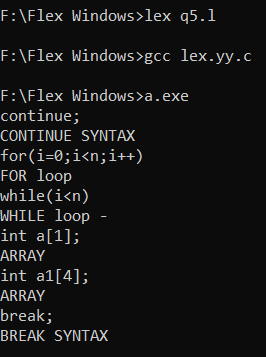 F:\Flex Windows>lex q5.l
F:\Flex Windows>gcc lex.yy.c
F:\Flex Windows>a.exe
continue;
CONTINUE SYNTAX
for(i=0;i<n;i++)
FOR loop
while(i<n)
WHILE loop -
int a[1];
ARRAY
int a1[4];
ARRAY
break;
BREAK SYNTAX